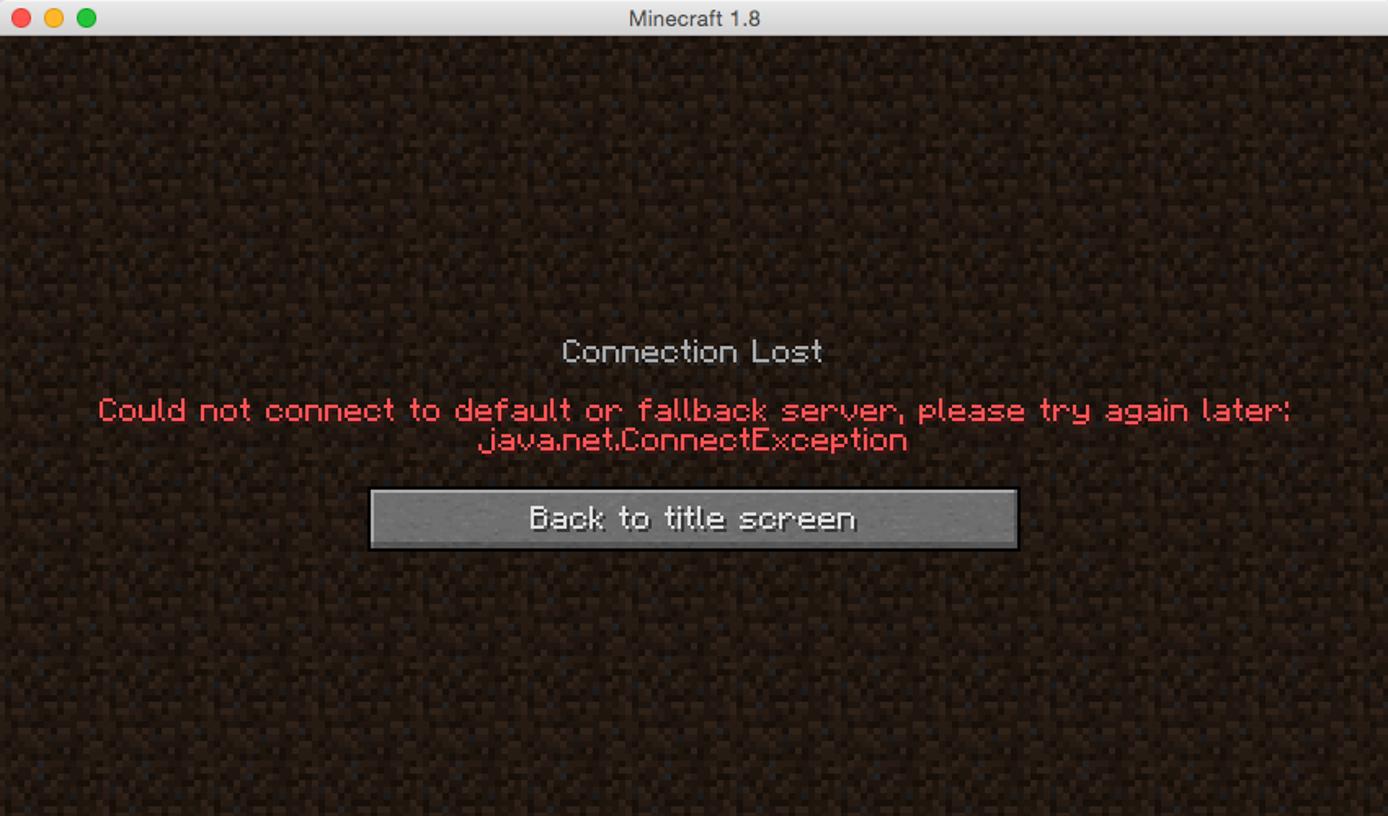 Minecraft 1.8
Connection Lost
Could not connect to default or fallback server, please try again later:
java.net.ConnectException
Back to title screen